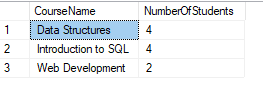 CourseName NumberOfStudents
1 Data Structures 4
2 Introduction to SQL 4
3 Web Development 2